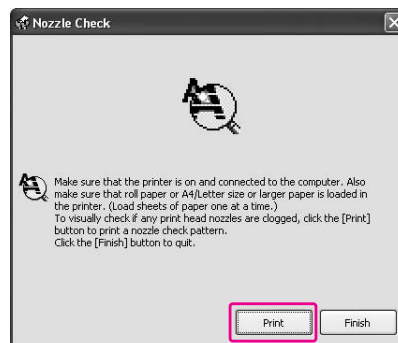 Nozzle Check
Make sure that the printer is on and connected to the computer. Also
make sure that roll paper or A4/Letter size or larger paper is loaded in
the printer. (Load sheets of paper one at a time.)
To visually check if any print head nozzles are clogged, click the [Print]
button to print a nozzle check pattern.
Click the [Finish] button to quit.
Print
Finish